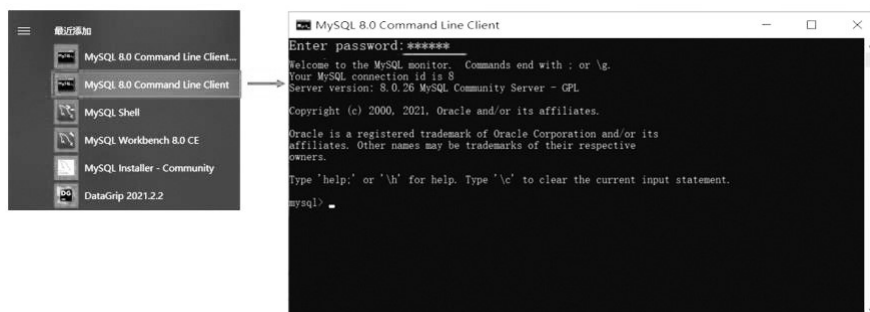 最近添加
MySQL 8.0 Command Line Client...
MySQL 8.0 Command Line Client
MySQL Shell
MySQL Workbench 8.0 CE
MySQL Installer - Community
DataGrip 2021.2.2
MySQL 8.0 Command Line Client
Enter password: ******
Welcome to the MySQL monitor.  Commands end with ; or \g.
Your MySQL connection id is 8
Server version: 8.0.26 MySQL Community Server - GPL
Copyright (c) 2000, 2021, Oracle and/or its affiliates.
Oracle is a registered trademark of Oracle Corporation and/or its
affiliates. Other names may be trademarks of their respective
owners.
Type 'help;' or '\h' for help. Type '\c' to clear the current input statement.
mysql>